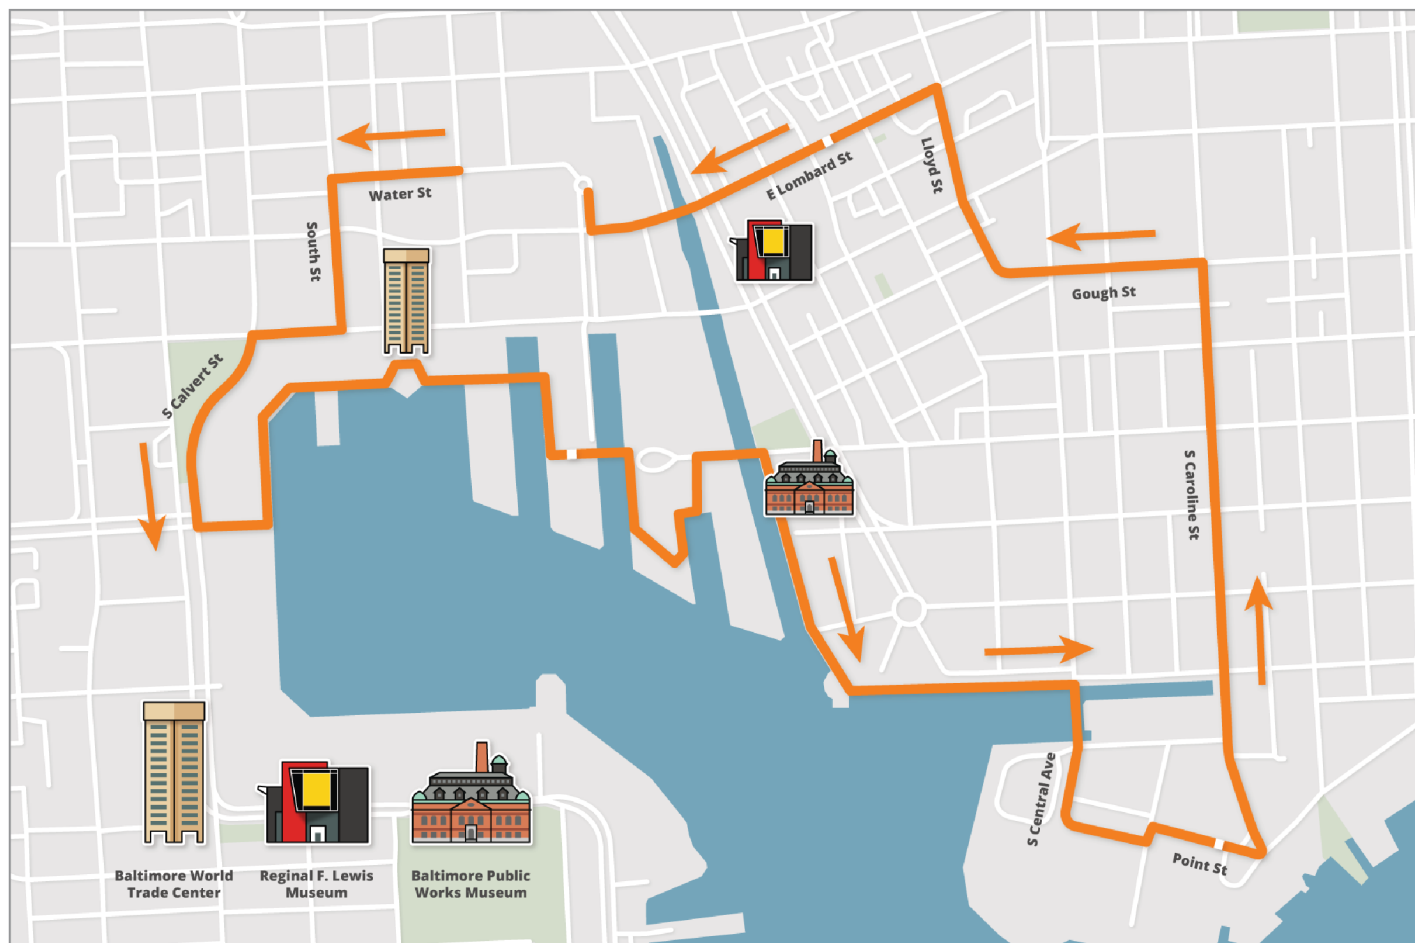 Water St
E Lombard St
Lloyd St
South St
Gough St
S Calvert St
S Caroline St
S Central Ave
Point St
Baltimore World
Trade Center
Reginal F. Lewis
Museum
Baltimore Public
Works Museum